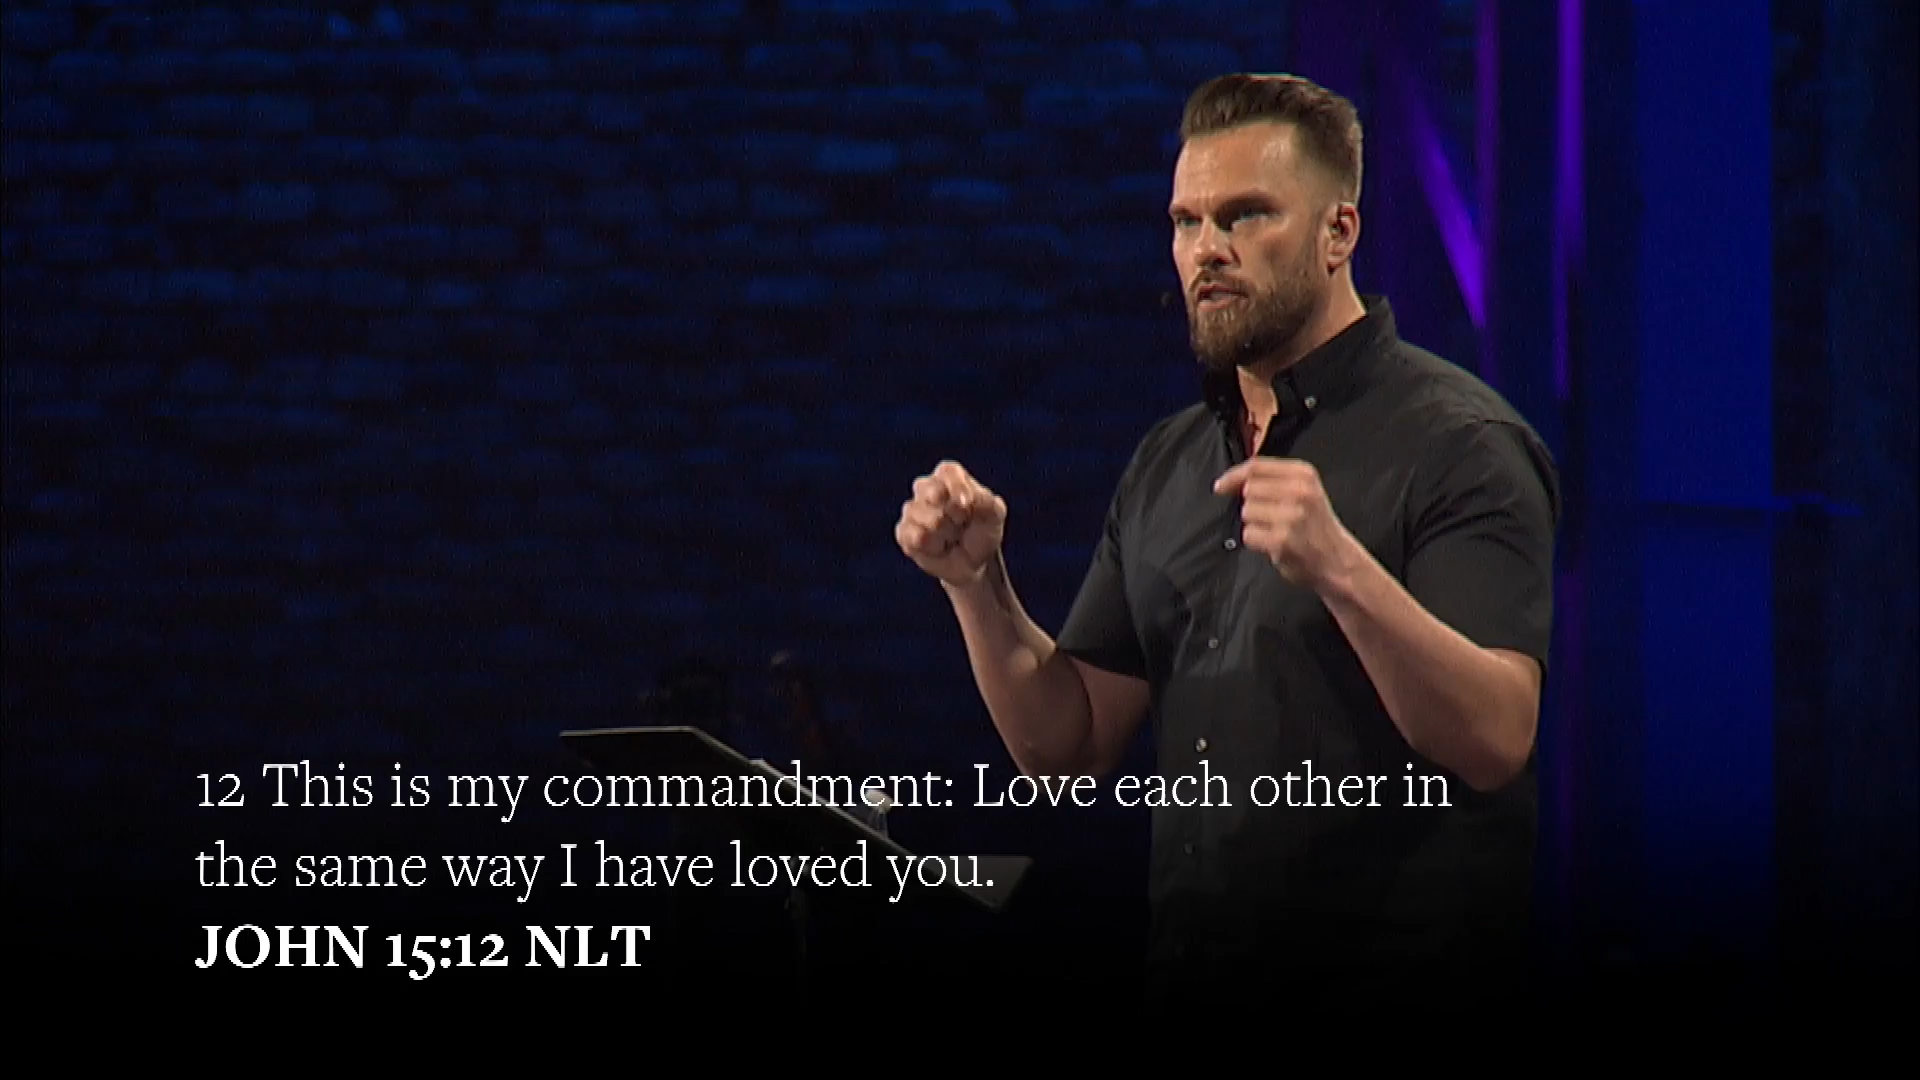 12 This is my commandment: Love each other in
the same way I have loved you.
JOHN 15:12 NLT